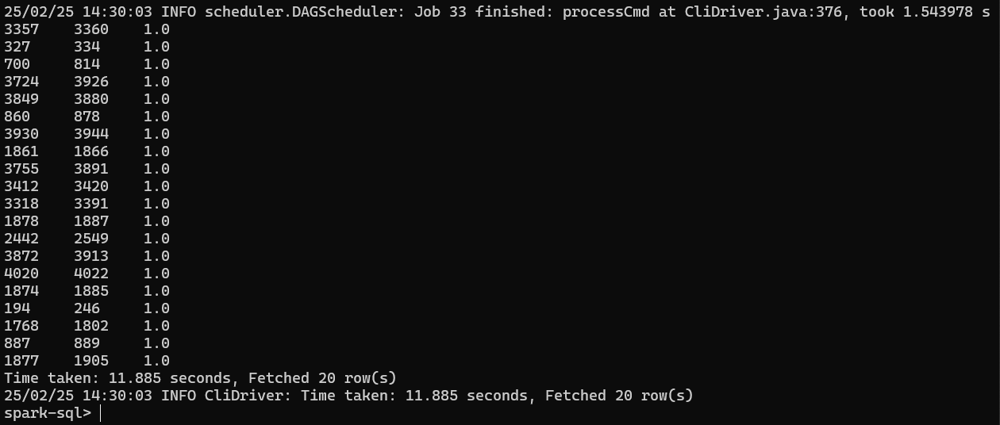 25/02/25 14:30:03 INFO scheduler.DAGScheduler: Job 33 finished: processCmd at CliDriver.java:376, took 1.543978 s
3357    3360    1.0
327     334     1.0
700     814     1.0
3724    3926    1.0
3849    3880    1.0
860     878     1.0
3930    3944    1.0
1861    1866    1.0
3755    3891    1.0
3412    3420    1.0
3318    3391    1.0
1878    1887    1.0
2442    2549    1.0
3872    3913    1.0
4020    4022    1.0
1874    1885    1.0
194     246     1.0
1768    1802    1.0
887     889     1.0
1877    1905    1.0
Time taken: 11.885 seconds, Fetched 20 row(s)
25/02/25 14:30:03 INFO CliDriver: Time taken: 11.885 seconds, Fetched 20 row(s)
spark-sql>